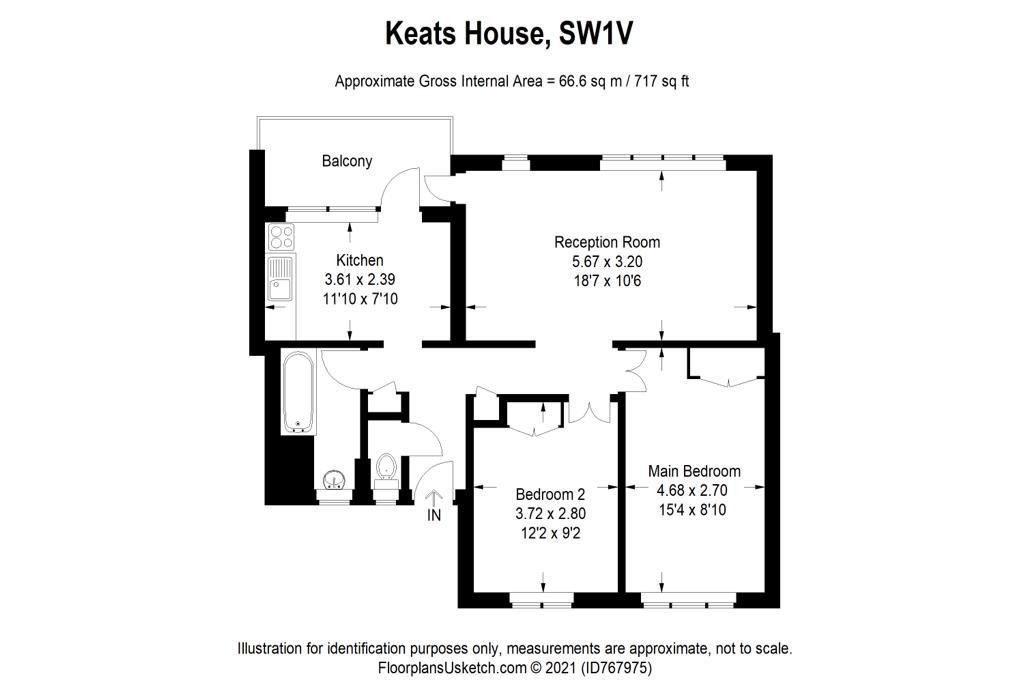 Keats House, SW1V
Approximate Gross Internal Area = 66.6 sq m / 717 sq ft
Balcony
Reception Room
5.67 x 3.20
18'7 x 10'6
Kitchen
3.61 x 2.39
11'10 x 7'10
Main Bedroom
4.68 x 2.70
15'4 x 8'10
Bedroom 2
3.72 x 2.80
12'2 x 9'2
IN
Illustration for identification purposes only, measurements are approximate, not to scale.
FloorplansUsketch.com © 2021 (ID767975)